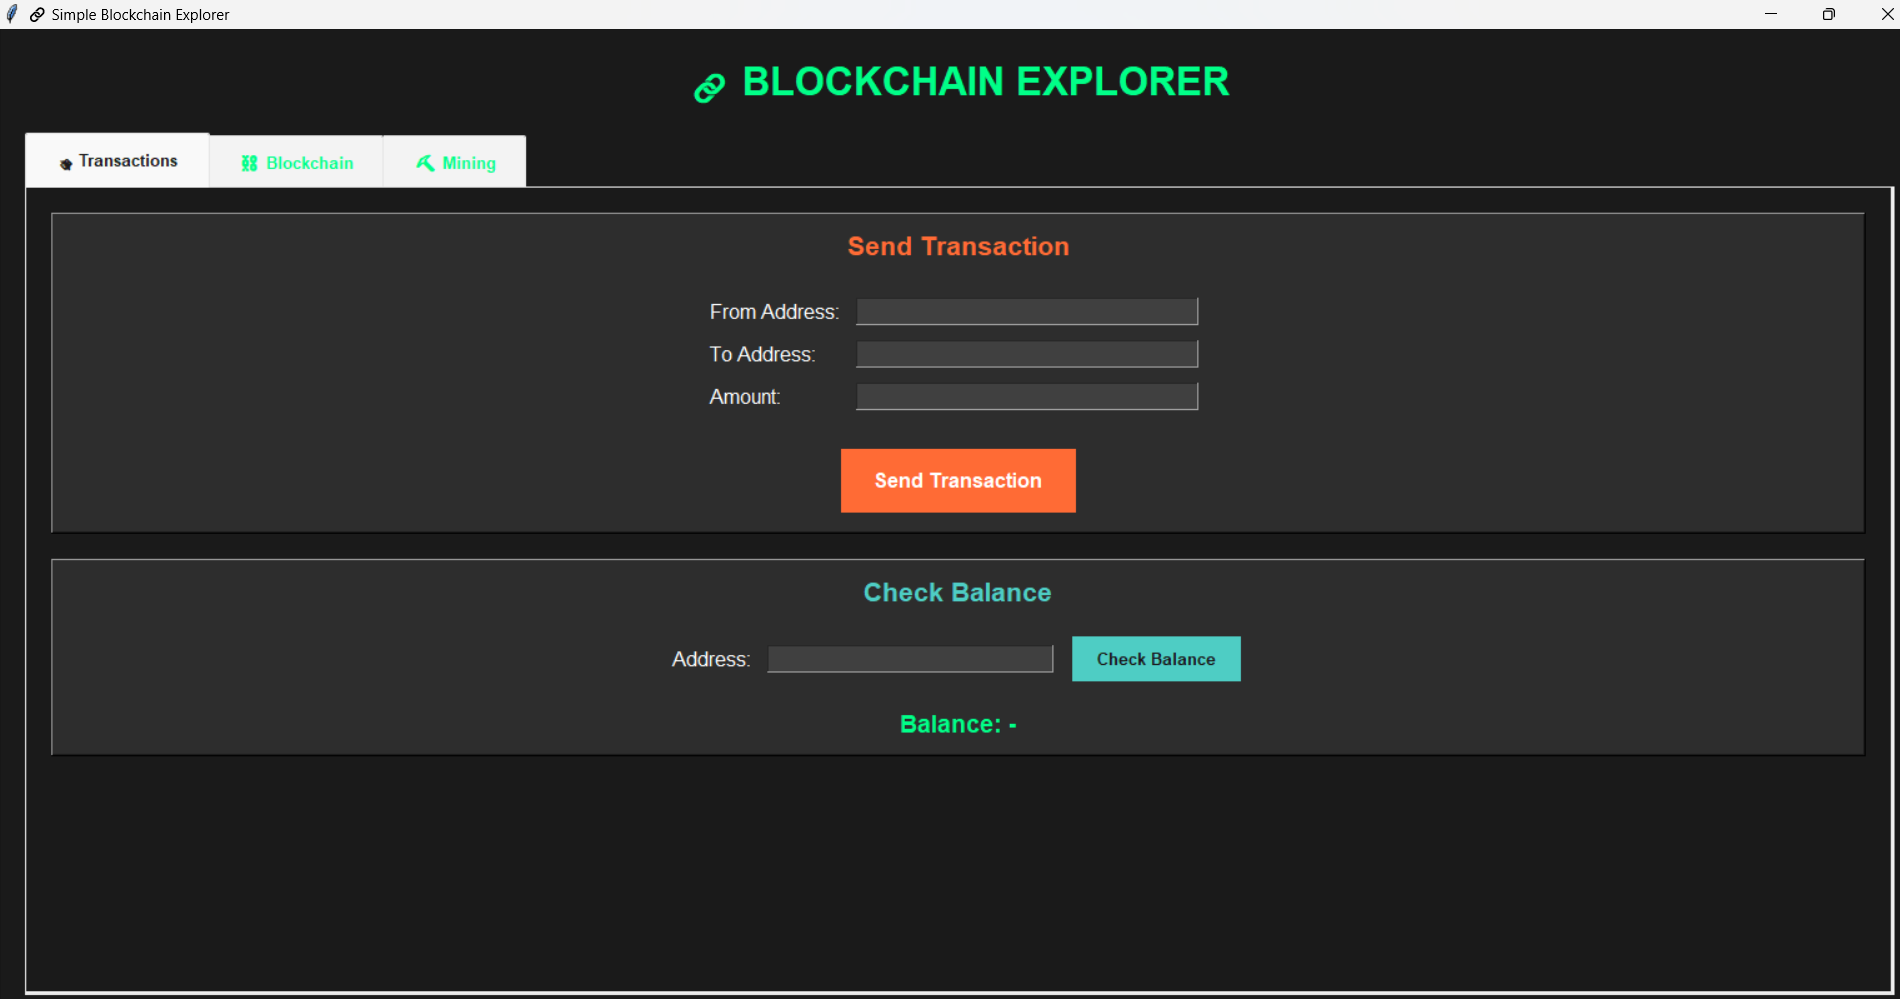 Simple Blockchain Explorer
BLOCKCHAIN EXPLORER
Transactions Blockchain Mining
Send Transaction
From Address:
To Address:
Amount:
Send Transaction
Check Balance
Address: Check Balance
Balance: -